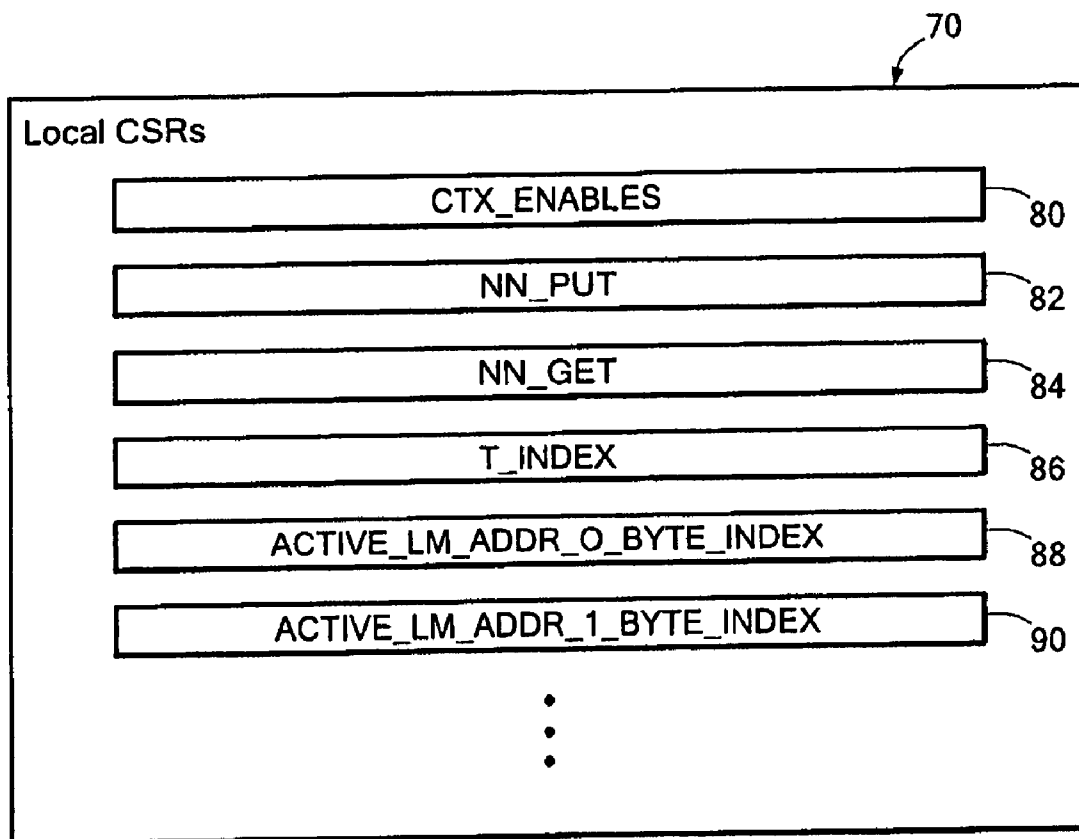 70
Local CSRs
CTX_ENABLES
80
NN_PUT
82
NN_GET
84
T_INDEX
86
ACTIVE_LM_ADDR_O_BYTE_INDEX
88
ACTIVE_LM_ADDR_1_BYTE_INDEX
90